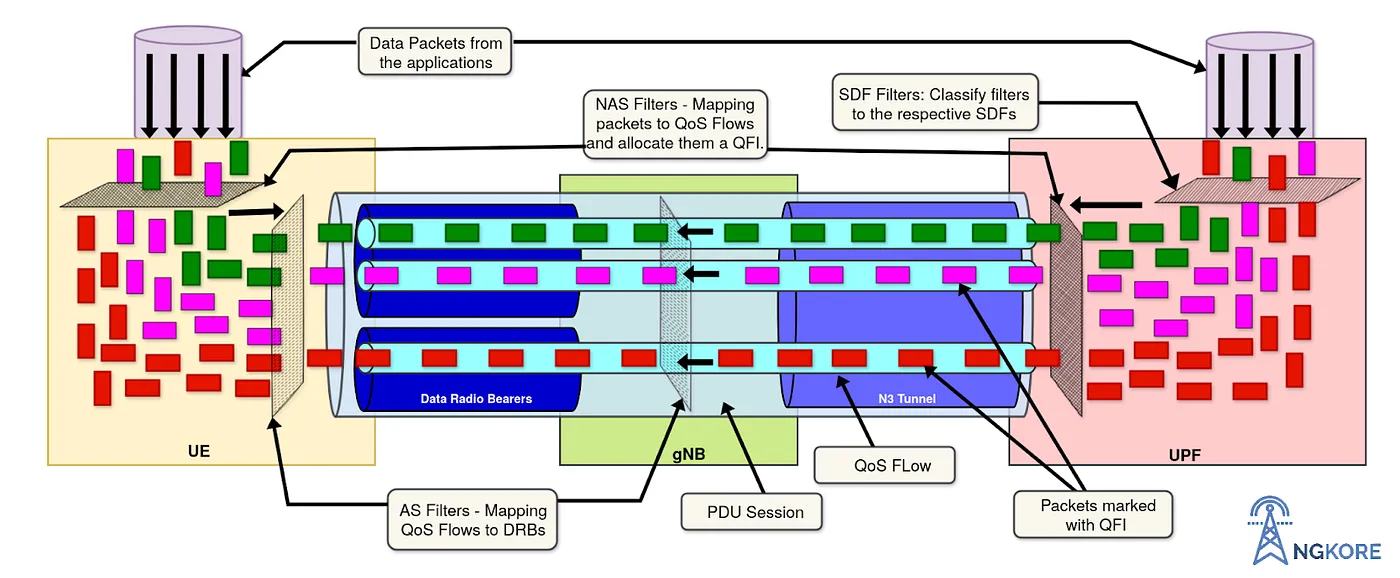 Data Packets from
the applications
SDF Filters: Classify filters
to the respective SDFs
NAS Filters - Mapping
packets to QoS Flows
and allocate them a QFI.
Data Radio Bearers
N3 Tunnel
UE
gNB
UPF
QoS FLow
AS Filters - Mapping
QoS Flows to DRBs
PDU Session
Packets marked
with QFI
NGKORE